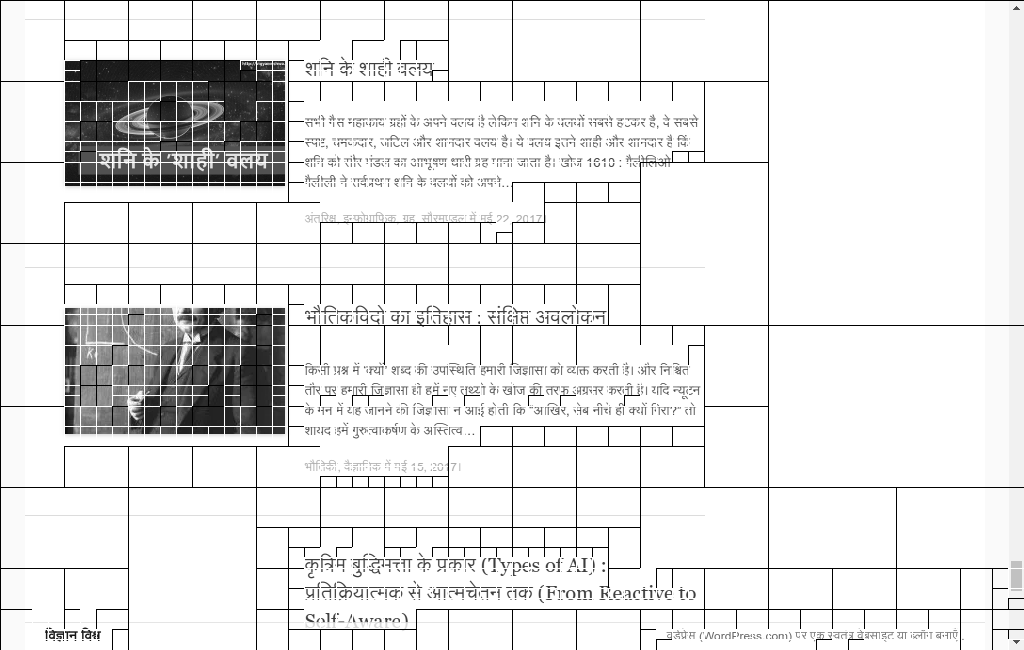 शनि के शाही वलय
शनि के ‘शाही’ वलय
सभी गैस महाकाय ग्रहों के अपने वलय है लेकिन शनि के वलयों सबसे हटकर है, वे सबसे
स्पष्ट, चमकदार, जटिल और शानदार वलय है। ये वलय इतने शाही और शानदार है कि
शनि को सौर मंडल का आभूषण धारी ग्रह माना जाता है। खोज 1610 : गैलीलिओ
गैलीली ने सर्वप्रथम शनि के वलयों को अपने…
अंतरिक्ष, इन्फोग्राफिक, ग्रह, सौरमण्डल में मई 22, 2017
भौतिकविदो का इतिहास : संक्षिप्त अवलोकन
किसी प्रश्न में ‘क्यों’ शब्द की उपस्थिति हमारी जिज्ञासा को व्यक्त करती है। और निश्चित
तौर पर हमारी जिज्ञासा ही हमें नए तथ्यो के खोज की तरफ अग्रसर करती है। यदि न्यूटन
के मन में यह जानने की जिज्ञासा न आई होती कि “आखिर, सेब नीचे ही क्यों गिरा?” तो
शायद हमें गुरुत्वाकर्षण के अस्तित्व…
भौतिकी, वैज्ञानिक में मई 15, 2017
कृत्रिम बुद्धिमत्ता के प्रकार (Types of AI) :
प्रतिक्रियात्मक से आत्मचेतन तक (From Reactive to
Self-Aware)
विज्ञान विश्व
वर्डप्रेस (WordPress.com) पर एक स्वतंत्र वेबसाइट या ब्लॉग बनाएँ .